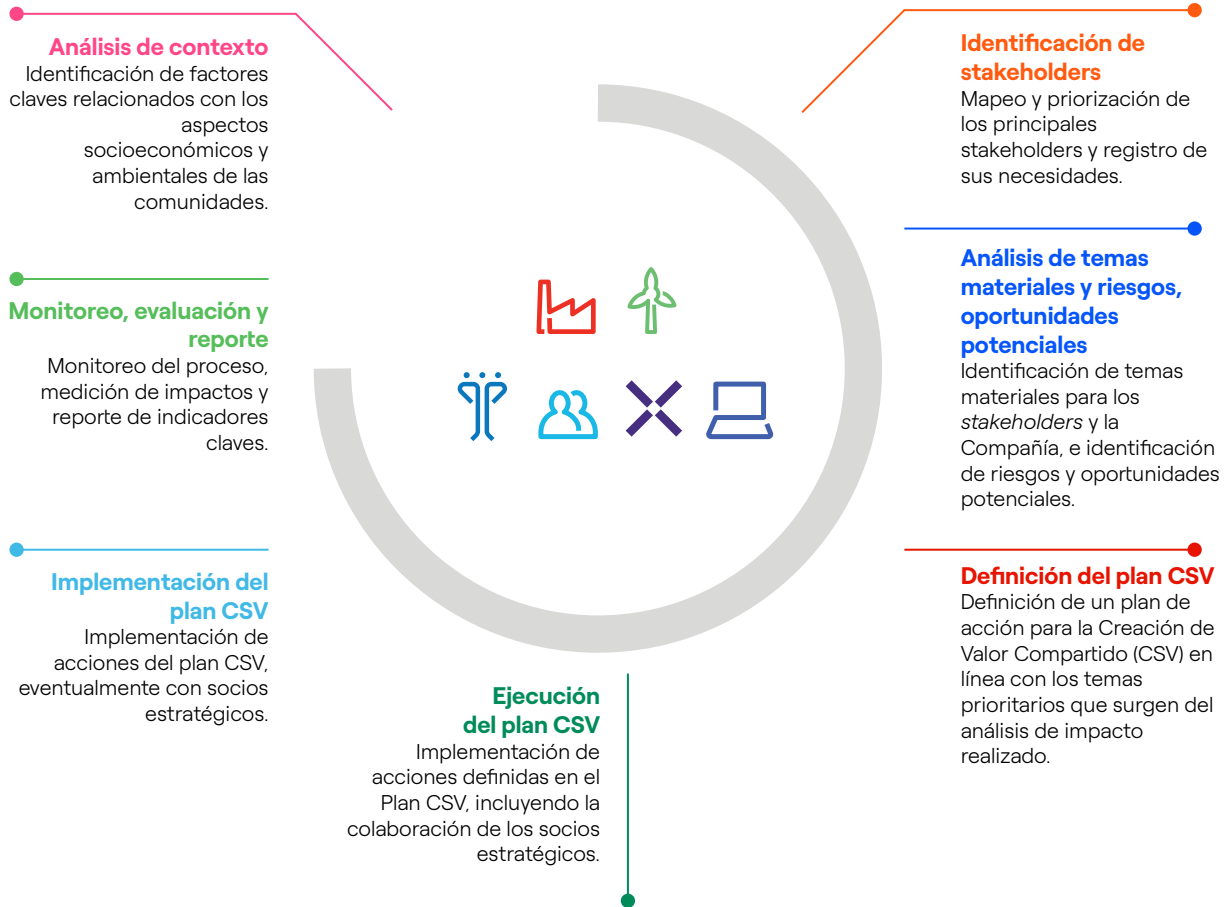 Análisis de contexto
Identificación de factores
claves relacionados con los
aspectos
socioeconómicos y
ambientales de las
comunidades.
Identificación de
stakeholders
Mapeo y priorización de
los principales
stakeholders y registro de
sus necesidades.
Análisis de temas
materiales y riesgos,
oportunidades
potenciales
Identificación de temas
materiales para los
stakeholders y la
Compañía, e identificación
de riesgos y oportunidades
potenciales.
Definición del plan CSV
Definición de un plan de
acción para la Creación de
Valor Compartido (CSV) en
línea con los temas
prioritarios que surgen del
análisis de impacto
realizado.
Ejecución
del plan CSV
Implementación de
acciones definidas en el
Plan CSV, incluyendo la
colaboración de los socios
estratégicos.
Implementación del
plan CSV
Implementación de
acciones del plan CSV,
eventualmente con socios
estratégicos.
Monitoreo, evaluación y
reporte
Monitoreo del proceso,
medición de impactos y
reporte de indicadores
claves.